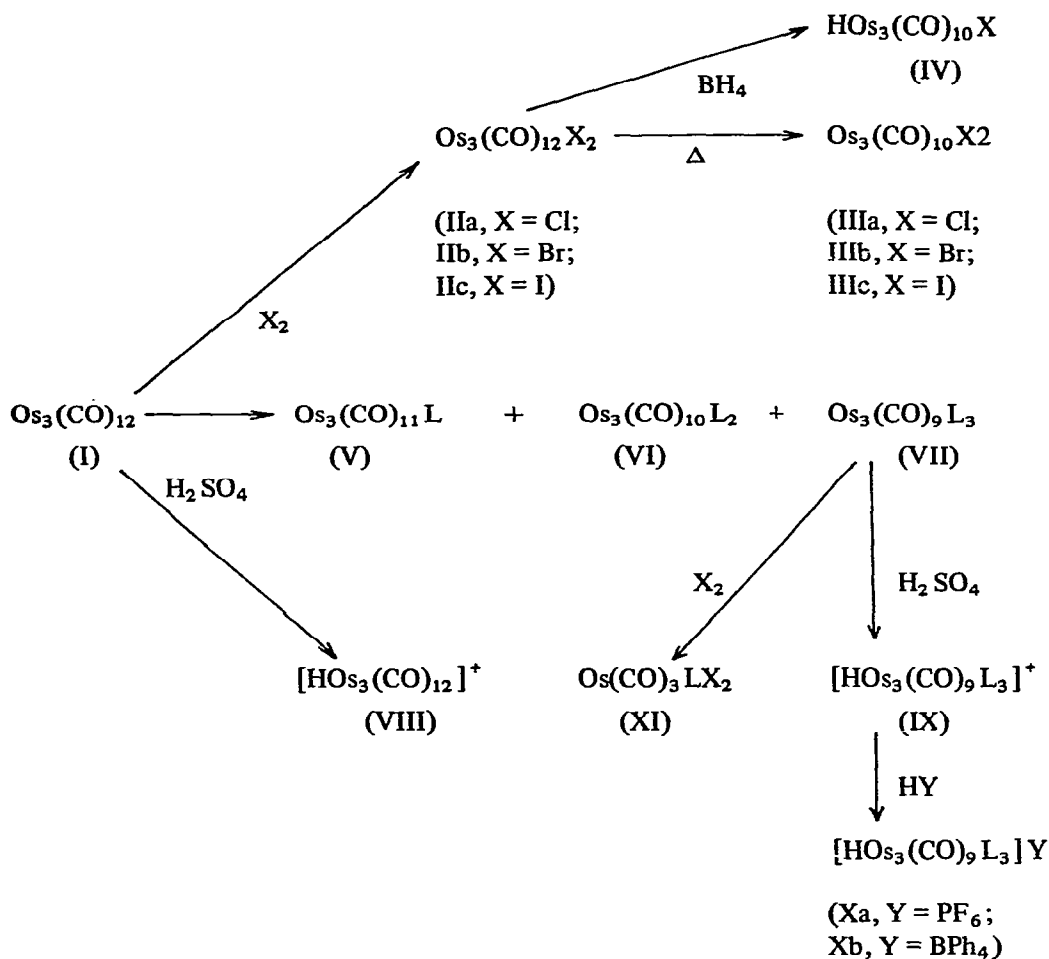 HOs₃(CO)₁₀X
(IV)
BH₄
Os₃(CO)₁₂X₂
Δ
Os₃(CO)₁₀X2
(IIa, X = Cl;
IIb, X = Br;
IIc, X = I)
(IIIa, X = Cl;
IIIb, X = Br;
IIIc, X = I)
X₂
Os₃(CO)₁₂
(I)
Os₃(CO)₁₁L + Os₃(CO)₁₀L₂ + Os₃(CO)₉L₃
(V) (VI) (VII)
H₂SO₄
X₂
H₂SO₄
[HOs₃(CO)₁₂]⁺
(VIII)
Os(CO)₃LX₂
(XI)
[HOs₃(CO)₉L₃]⁺
(IX)
HY
[HOs₃(CO)₉L₃]Y
(Xa, Y = PF₆;
Xb, Y = BPh₄)